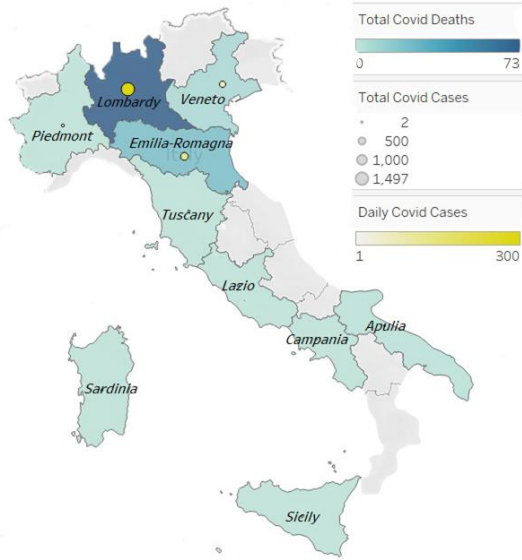 Total Covid Deaths
0 73
Total Covid Cases
2
500
1,000
1,497
Daily Covid Cases
1 300
Lombardy
Veneto
Piedmont
Emilia-Romagna
Italy
Tuscany
Lazio
Campania
Apulia
Sardinia
Sicily